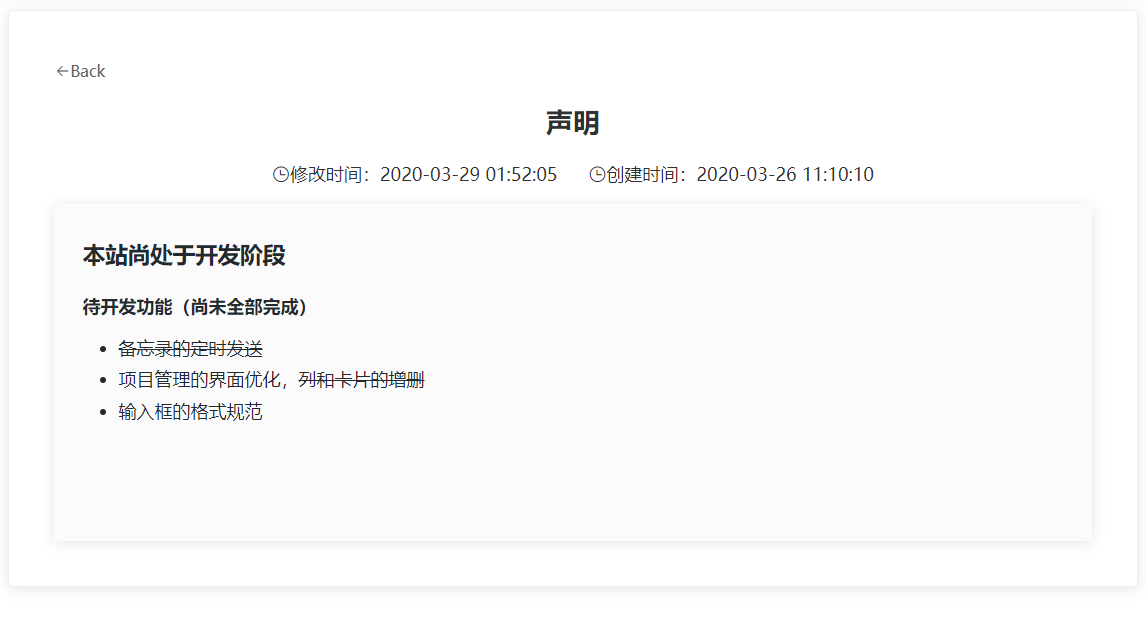 ←Back
声明
修改时间：2020-03-29 01:52:05 创建时间：2020-03-26 11:10:10
本站尚处于开发阶段
待开发功能（尚未全部完成）
• 备忘录的定时发送
• 项目管理的界面优化，列和卡片的增删
• 输入框的格式规范